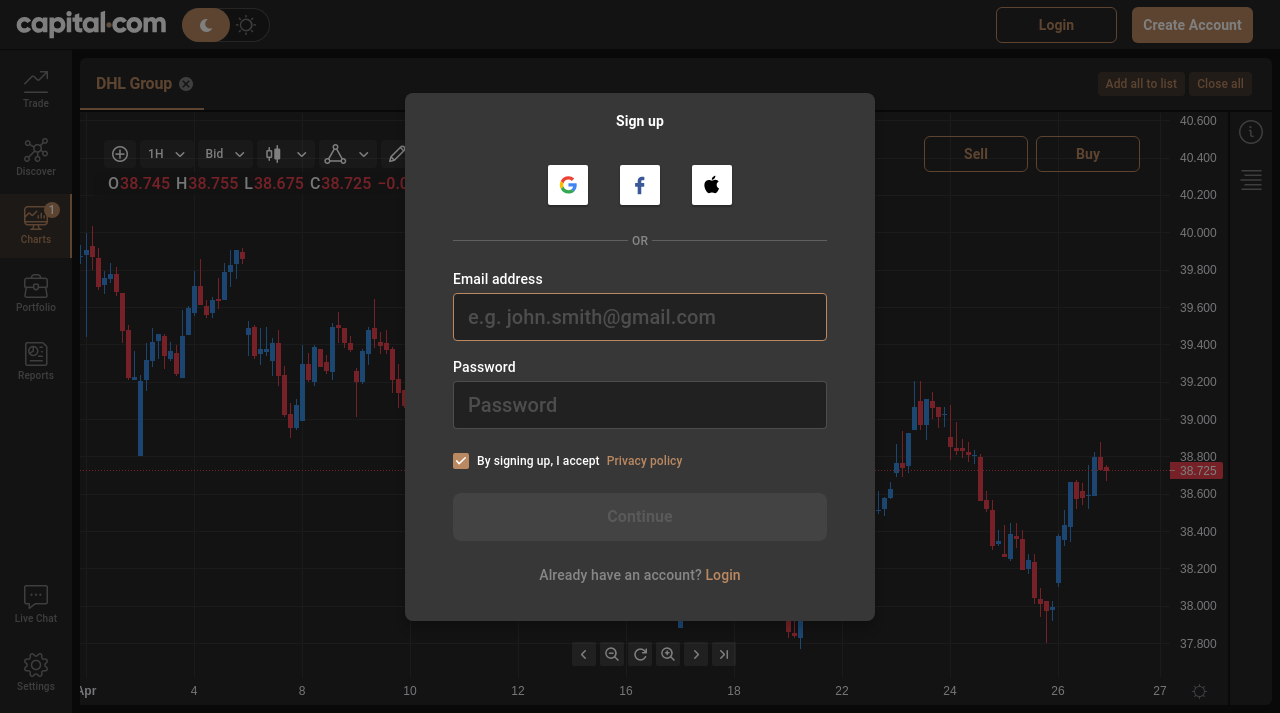 capital.com
Login
Create Account
Trade
Discover
1
Charts
Portfolio
Reports
Live Chat
Settings
DHL Group
Add all to list
Close all
1H
Bid
O38.745 H38.755 L38.675 C38.725 −0.0
Sell
Buy
Sign up
OR
Email address
e.g. john.smith@gmail.com
Password
Password
By signing up, I accept Privacy policy
Continue
Already have an account? Login
40.600
40.400
40.200
40.000
39.800
39.600
39.400
39.200
39.000
38.800
38.725
38.600
38.400
38.200
38.000
37.800
Apr
4
8
10
12
16
18
22
24
26
27